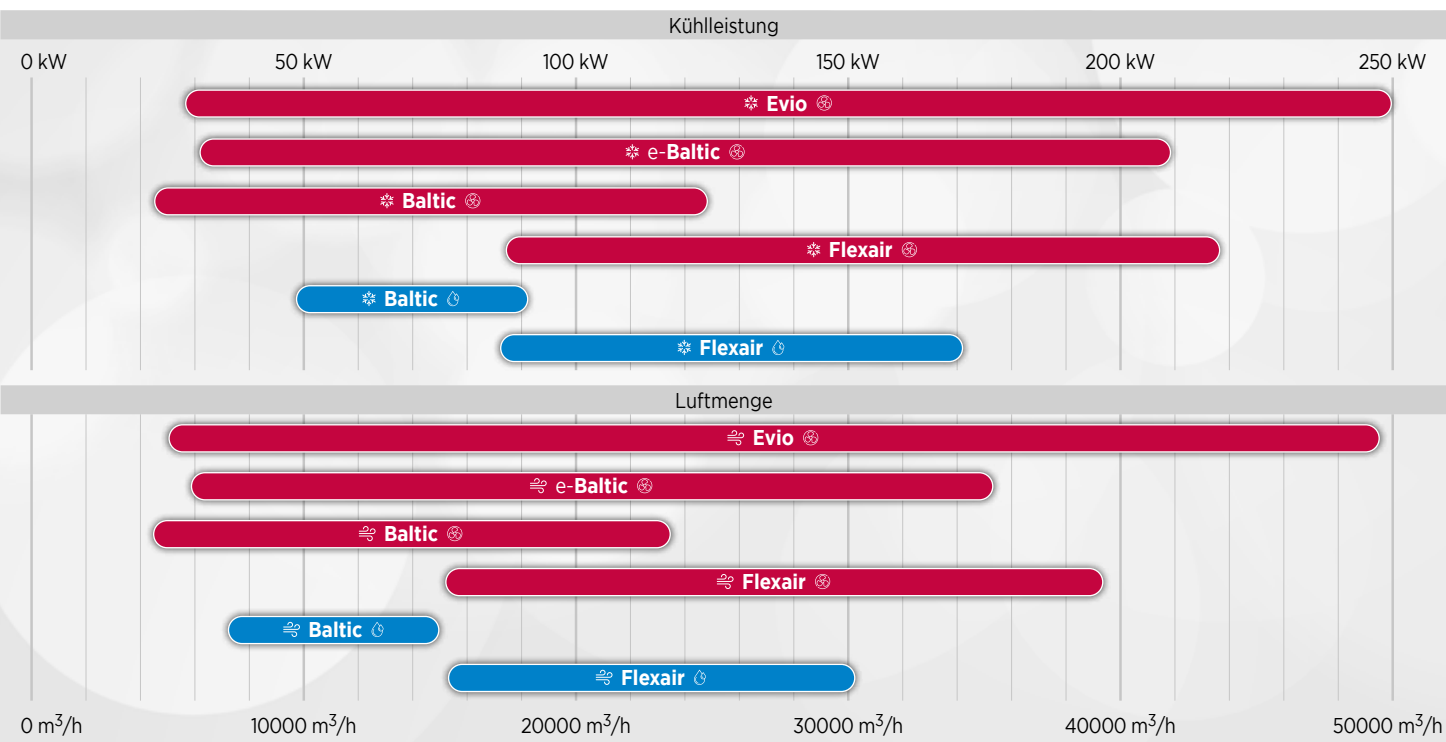 Kühlleistung
0 kW 50 kW 100 kW 150 kW 200 kW 250 kW
Evio
e-Baltic
Baltic
Flexair
Baltic
Flexair
Luftmenge
Evio
e-Baltic
Baltic
Flexair
Baltic
Flexair
0 m³/h 10000 m³/h 20000 m³/h 30000 m³/h 40000 m³/h 50000 m³/h